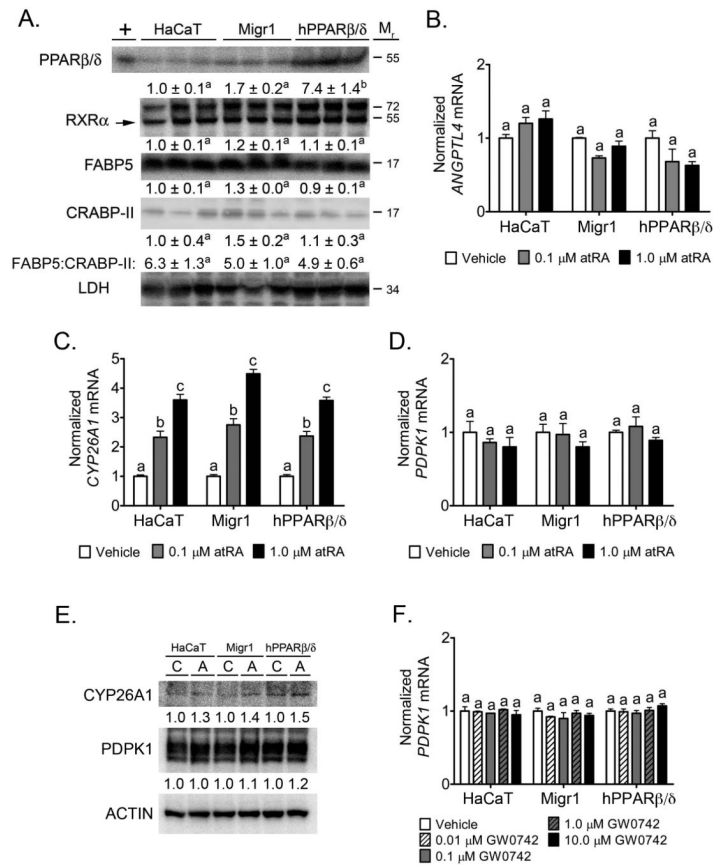 A.
+ HaCaT Migr1 hPPARβ/δ Mr
PPARβ/δ 55
1.0 ± 0.1a 1.7 ± 0.2a 7.4 ± 1.4b
72
RXRα 55
1.0 ± 0.1a 1.2 ± 0.1a 1.1 ± 0.1a
FABP5 17
1.0 ± 0.1a 1.3 ± 0.0a 0.9 ± 0.1a
CRABP-II 17
1.0 ± 0.4a 1.5 ± 0.2a 1.1 ± 0.3a
FABP5:CRABP-II: 6.3 ± 1.3a 5.0 ± 1.0a 4.9 ± 0.6a
LDH 34
B.
Normalized
ANGPTL4 mRNA
2
1
0
a a a a a a a a a
HaCaT Migr1 hPPARβ/δ
Vehicle 0.1 μM atRA 1.0 μM atRA
C.
Normalized
CYP26A1 mRNA
5
4
3
2
1
0
a b c a b c a b c
HaCaT Migr1 hPPARβ/δ
Vehicle 0.1 μM atRA 1.0 μM atRA
D.
Normalized
PDPK1 mRNA
2
1
0
a a a a a a a a a
HaCaT Migr1 hPPARβ/δ
Vehicle 0.1 μM atRA 1.0 μM atRA
E.
HaCaT Migr1 hPPARβ/δ
C A C A C A
CYP26A1
1.0 1.3 1.0 1.4 1.0 1.5
PDPK1
1.0 1.0 1.0 1.1 1.0 1.2
ACTIN
F.
Normalized
PDPK1 mRNA
2
1
0
a a a a a a a a a a a a a a a
HaCaT Migr1 hPPARβ/δ
Vehicle 1.0 μM GW0742
0.01 μM GW0742 10.0 μM GW0742
0.1 μM GW0742